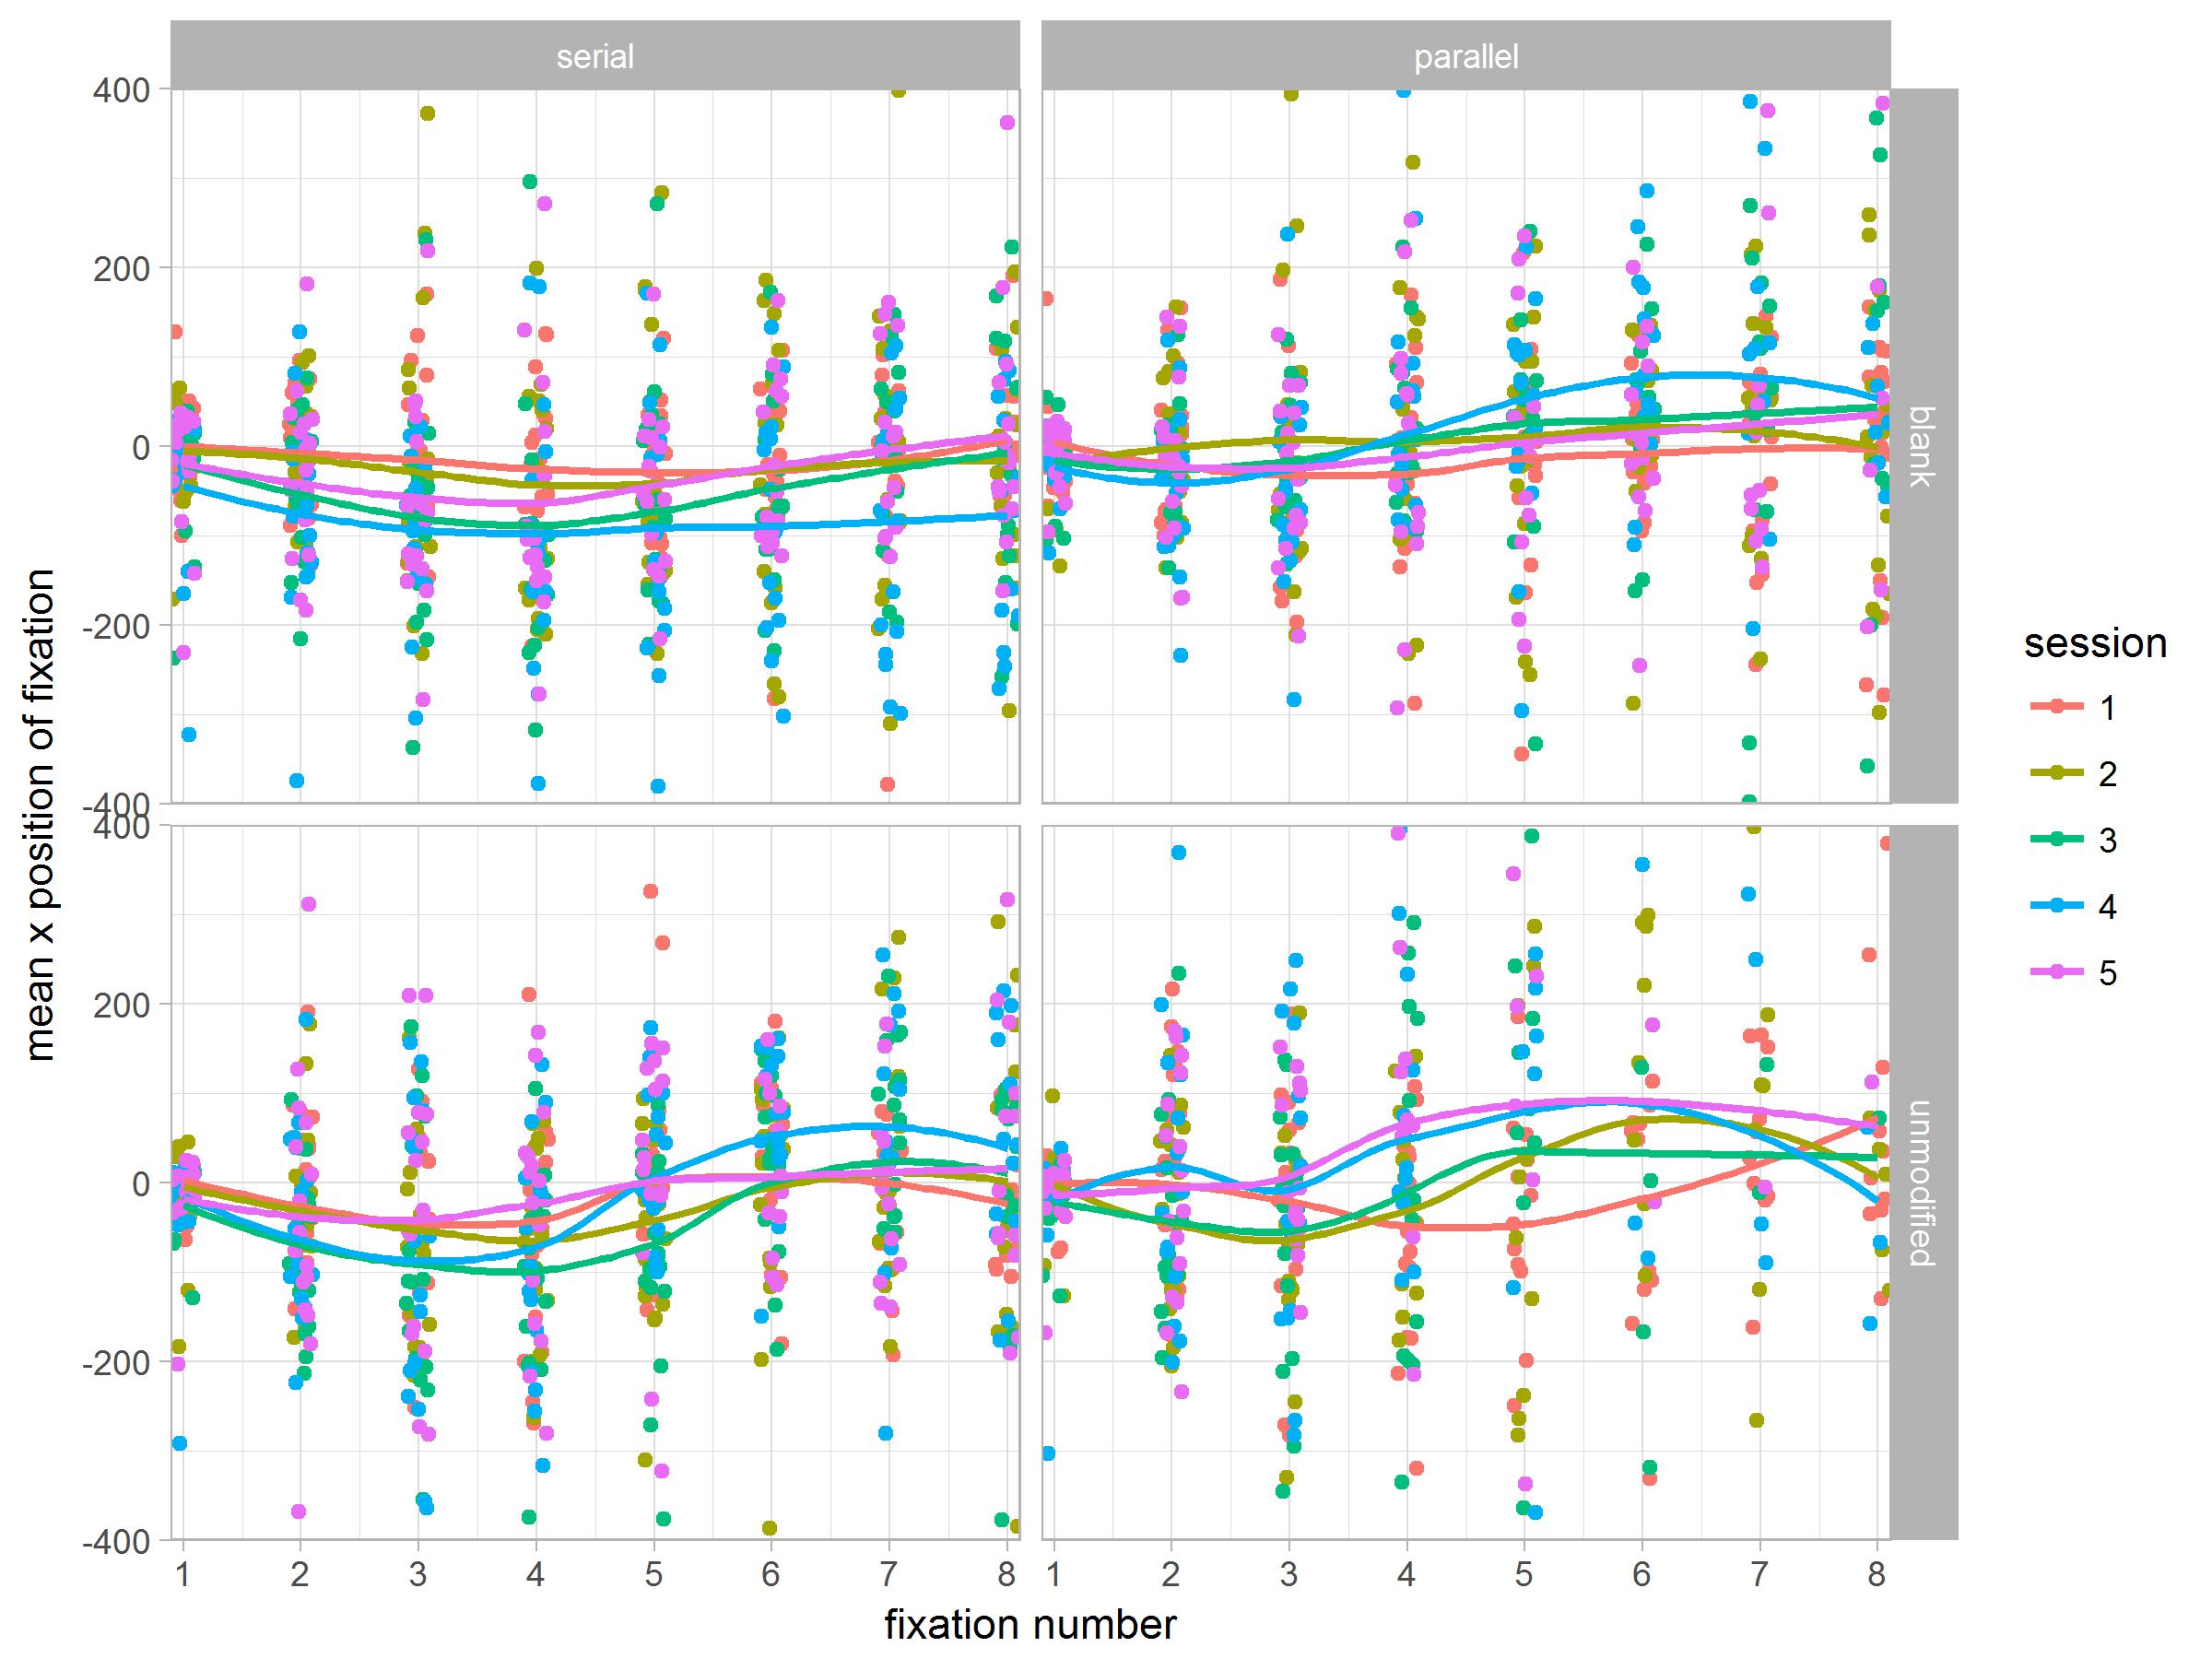 serial
parallel
400
200
0
-200
-400
blank
400
200
0
-200
-400
unmodified
mean x position of fixation
1 2 3 4 5 6 7 8
1 2 3 4 5 6 7 8
fixation number
session
1
2
3
4
5